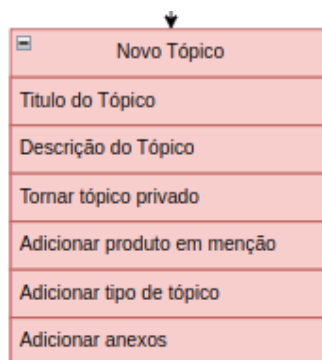 Novo Tópico
Titulo do Tópico
Descrição do Tópico
Tornar tópico privado
Adicionar produto em menção
Adicionar tipo de tópico
Adicionar anexos